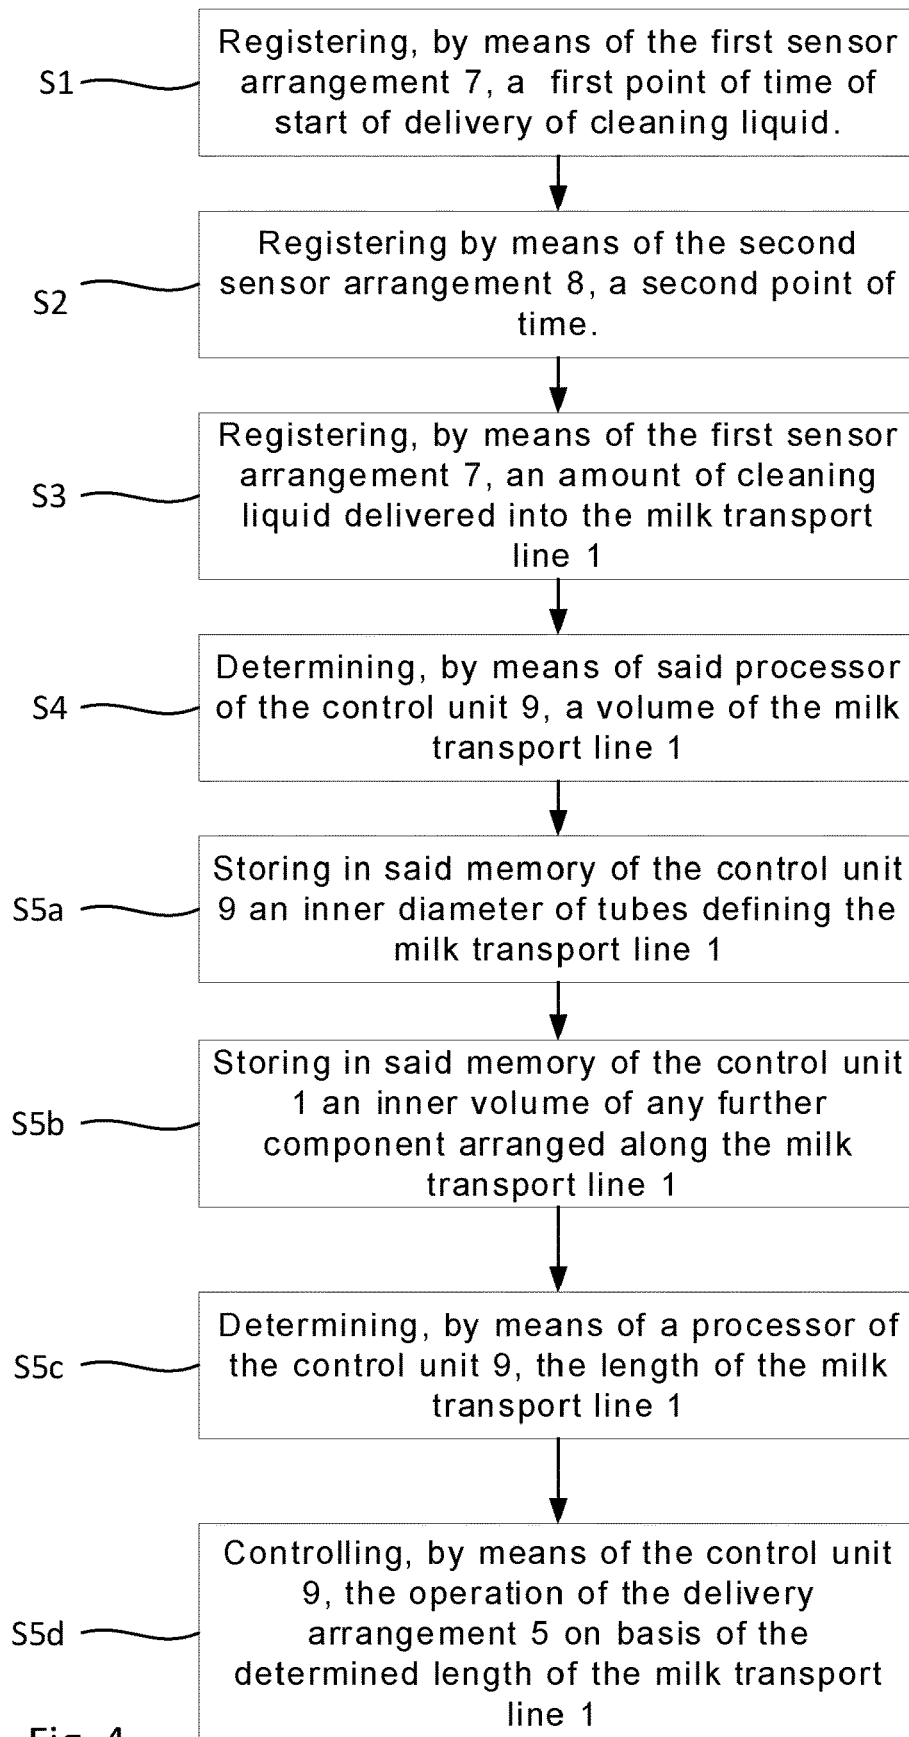 S1
Registering, by means of the first sensor
arrangement 7, a first point of time of
start of delivery of cleaning liquid.
S2
Registering by means of the second
sensor arrangement 8, a second point of
time.
S3
Registering, by means of the first sensor
arrangement 7, an amount of cleaning
liquid delivered into the milk transport
line 1
S4
Determining, by means of said processor
of the control unit 9, a volume of the milk
transport line 1
S5a
Storing in said memory of the control unit
9 an inner diameter of tubes defining the
milk transport line 1
S5b
Storing in said memory of the control unit
1 an inner volume of any further
component arranged along the milk
transport line 1
S5c
Determining, by means of a processor of
the control unit 9, the length of the milk
transport line 1
S5d
Controlling, by means of the control unit
9, the operation of the delivery
arrangement 5 on basis of the
determined length of the milk transport
line 1
Fig. 4